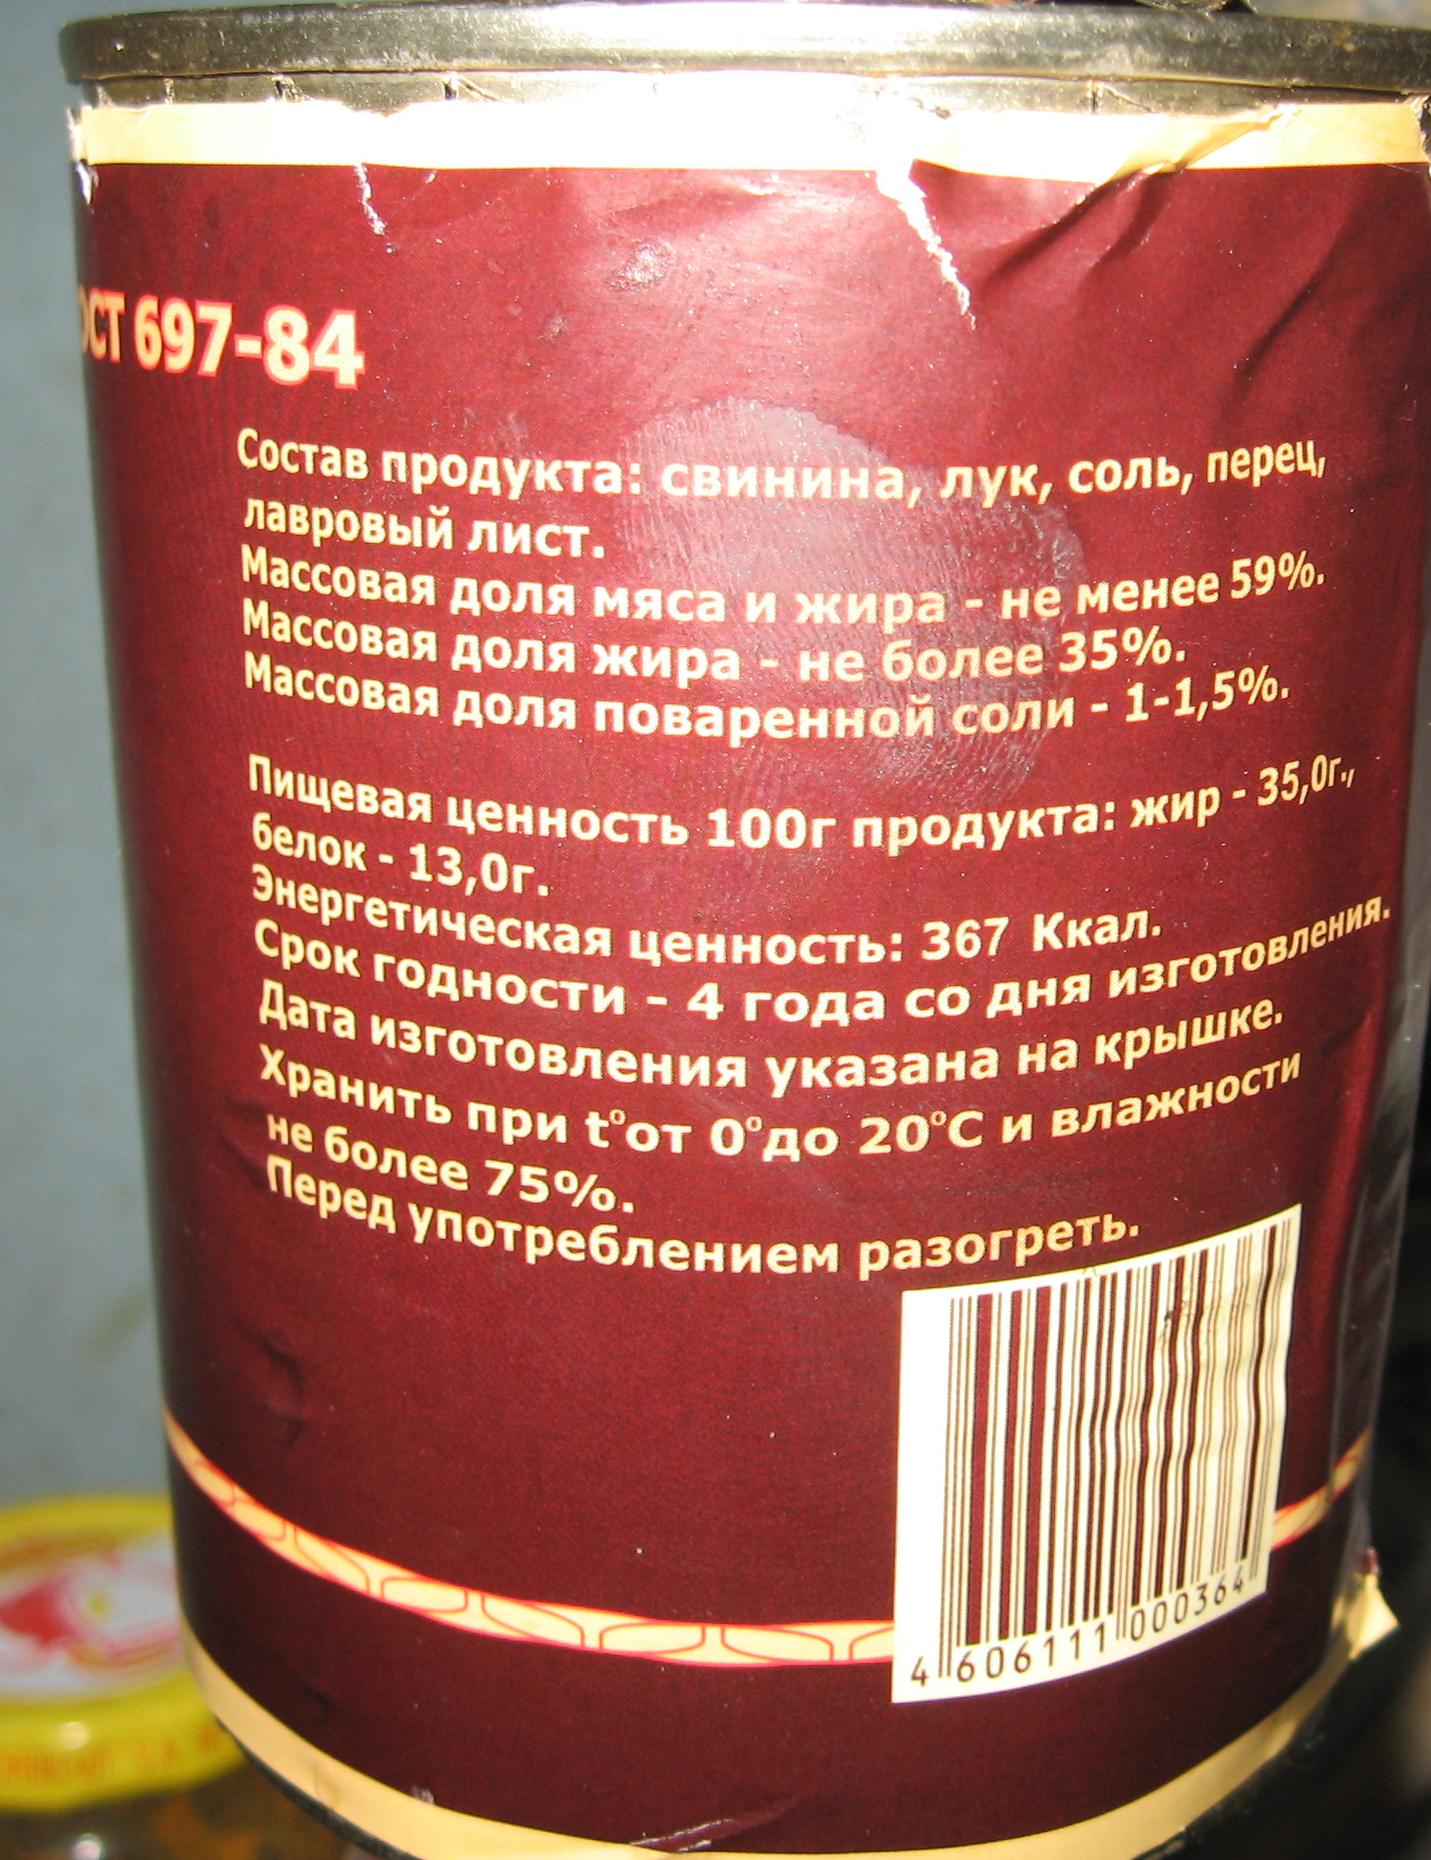 ОСТ 697-84
Состав продукта: свинина, лук, соль, перец,
лавровый лист.
Массовая доля мяса и жира - не менее 59%.
Массовая доля жира - не более 35%.
Массовая доля поваренной соли - 1-1,5%.
Пищевая ценность 100г продукта: жир - 35,0г.,
белок - 13,0г.
Энергетическая ценность: 367 Ккал.
Срок годности - 4 года со дня изготовления.
Дата изготовления указана на крышке.
Хранить при t°от 0°до 20°С и влажности
не более 75%.
Перед употреблением разогреть.
4 606111 000364